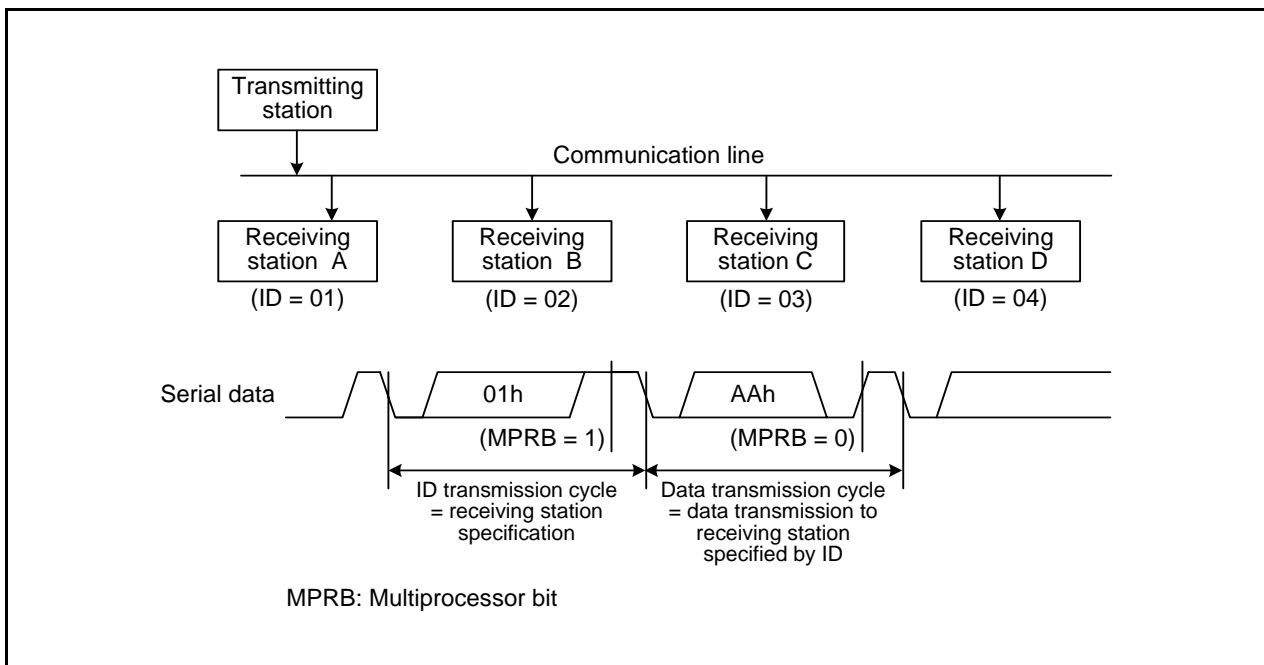 Transmitting
station
Communication line
Receiving
station A
(ID = 01)
Receiving
station B
(ID = 02)
Receiving
station C
(ID = 03)
Receiving
station D
(ID = 04)
Serial data
01h
AAh
(MPRB = 1)
(MPRB = 0)
ID transmission cycle
= receiving station
specification
Data transmission cycle
= data transmission to
receiving station
specified by ID
MPRB: Multiprocessor bit